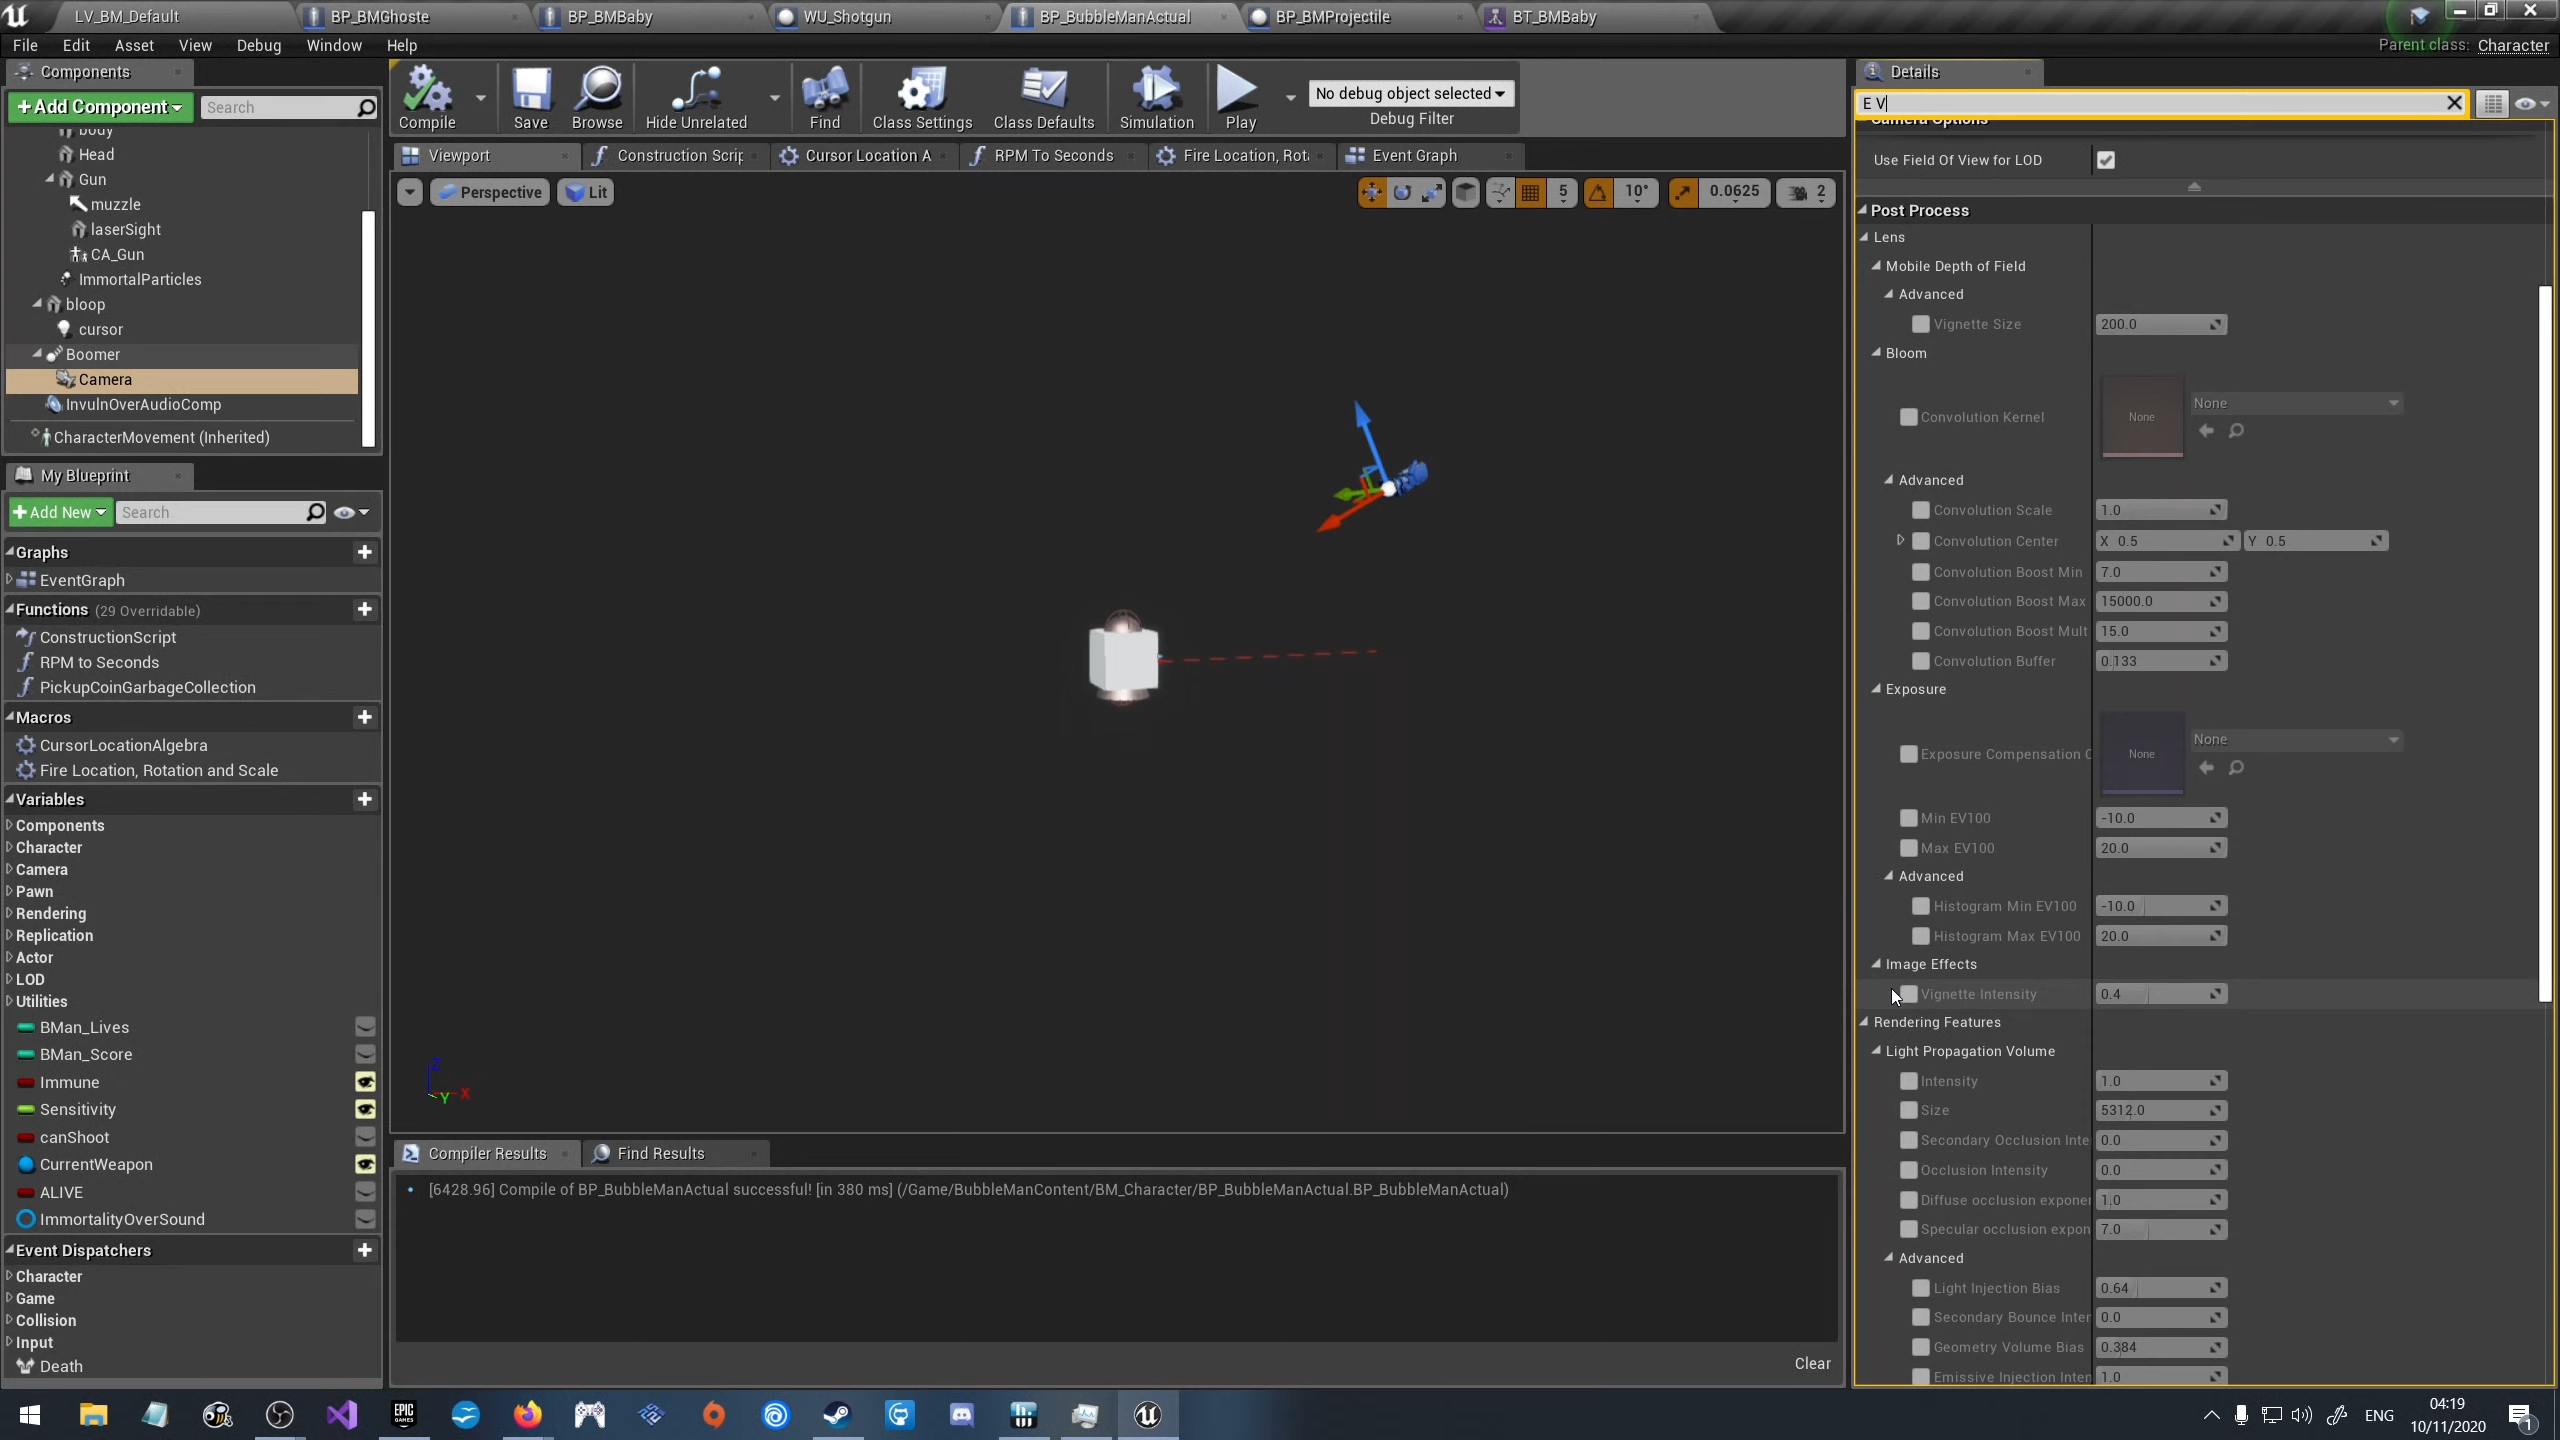 LV_BM_Default
BP_BMGhoste
BP_BMBaby
WU_Shotgun
BP_BubbleManActual
BP_BMProjectile
BT_BMBaby
File Edit Asset View Debug Window Help
Parent class: Character
Components
+Add Component
Search
body
Head
Gun
muzzle
laserSight
CA_Gun
ImmortalParticles
bloop
cursor
Boomer
Camera
InvulnOverAudioComp
CharacterMovement (Inherited)
My Blueprint
+Add New
Search
Graphs
EventGraph
Functions (29 Overridable)
ConstructionScript
RPM to Seconds
PickupCoinGarbageCollection
Macros
CursorLocationAlgebra
Fire Location, Rotation and Scale
Variables
Components
Character
Camera
Pawn
Rendering
Replication
Actor
LOD
Utilities
BMan_Lives
BMan_Score
Immune
Sensitivity
canShoot
CurrentWeapon
ALIVE
ImmortalityOverSound
Event Dispatchers
Character
Game
Collision
Input
Death
Compile
Save
Browse
Hide Unrelated
Find
Class Settings
Class Defaults
Simulation
Play
No debug object selected
Debug Filter
Viewport
Construction Scrip
Cursor Location A
RPM To Seconds
Fire Location, Rot
Event Graph
Perspective
Lit
5
10°
0.0625
2
Z
Y
X
Compiler Results
Find Results
[6428.96] Compile of BP_BubbleManActual successful! [in 380 ms] (/Game/BubbleManContent/BM_Character/BP_BubbleManActual.BP_BubbleManActual)
Clear
Details
E V
Camera Options
Use Field Of View for LOD
Post Process
Lens
Mobile Depth of Field
Advanced
Vignette Size 200.0
Bloom
Convolution Kernel None None
Advanced
Convolution Scale 1.0
Convolution Center X 0.5 Y 0.5
Convolution Boost Min 7.0
Convolution Boost Max 15000.0
Convolution Boost Mult 15.0
Convolution Buffer 0.133
Exposure
Exposure Compensation C None None
Min EV100 -10.0
Max EV100 20.0
Advanced
Histogram Min EV100 -10.0
Histogram Max EV100 20.0
Image Effects
Vignette Intensity 0.4
Rendering Features
Light Propagation Volume
Intensity 1.0
Size 5312.0
Secondary Occlusion Inte 0.0
Occlusion Intensity 0.0
Diffuse occlusion exponen 1.0
Specular occlusion expon 7.0
Advanced
Light Injection Bias 0.64
Secondary Bounce Inten 0.0
Geometry Volume Bias 0.384
Emissive Injection Inten 1.0
EPIC GAMES
ENG
04:19
10/11/2020
1